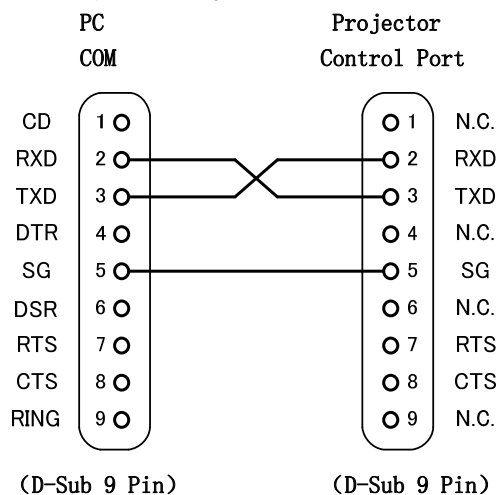 PC Projector
COM Control Port
CD 1 1 N.C.
RXD 2 2 RXD
TXD 3 3 TXD
DTR 4 4 N.C.
SG 5 5 SG
DSR 6 6 N.C.
RTS 7 7 RTS
CTS 8 8 CTS
RING 9 9 N.C.
(D-Sub 9 Pin) (D-Sub 9 Pin)